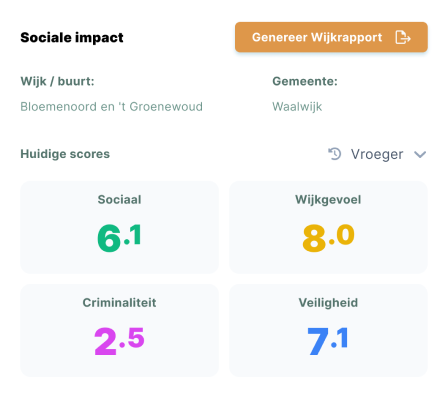 Sociale impact
Genereer Wijkrapport
Wijk / buurt:
Gemeente:
Bloemenoord en 't Groenewoud
Waalwijk
Huidige scores
Vroeger
Sociaal
Wijkgevoel
6.1
8.0
Criminaliteit
Veiligheid
2.5
7.1